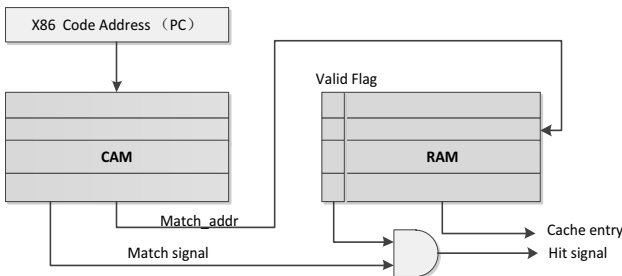 X86 Code Address （PC）
Valid Flag
CAM
RAM
Match_addr
Cache entry
Match signal
Hit signal